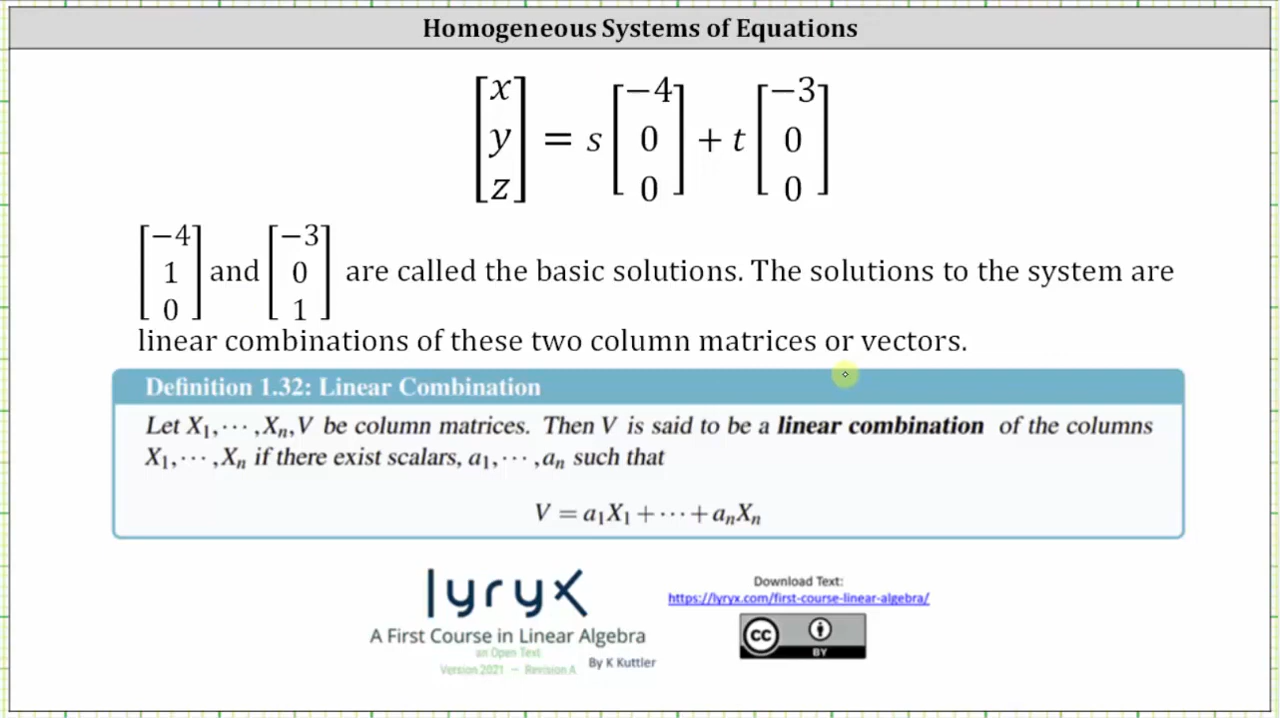 Homogeneous Systems of Equations
[x y z] = s [−4 0 0] + t [−3 0 0]
[−4 1 0] and [−3 0 1] are called the basic solutions. The solutions to the system are
linear combinations of these two column matrices or vectors.
Definition 1.32: Linear Combination
Let X₁,⋯,Xₙ,V be column matrices. Then V is said to be a linear combination of the columns
X₁,⋯,Xₙ if there exist scalars, a₁,⋯,aₙ such that
V = a₁X₁ + ⋯ + aₙXₙ
lyryx
A First Course in Linear Algebra
an Open Text
Version 2021 — Revision A
By K Kuttler
Download Text:
https://lyryx.com/first-course-linear-algebra/
cc
BY